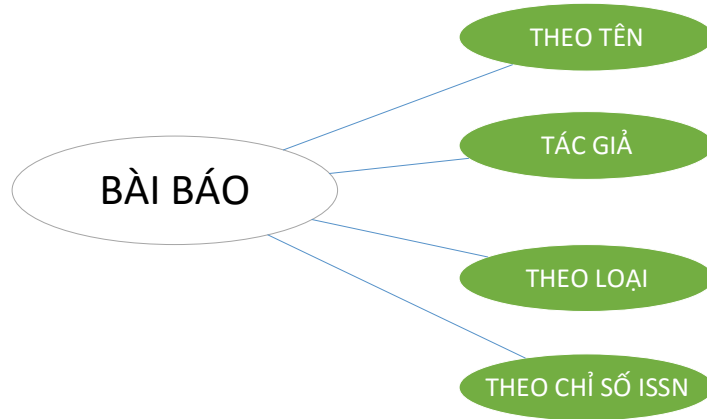 THEO TÊN
TÁC GIẢ
BÀI BÁO
THEO LOẠI
THEO CHỈ SỐ ISSN